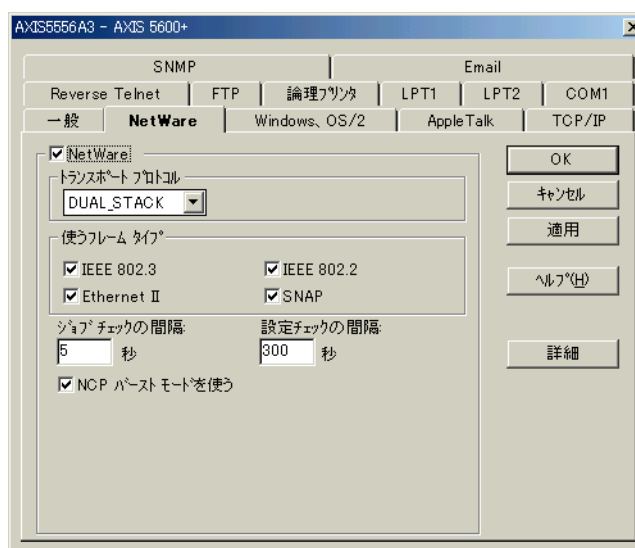 AXIS5556A3 - AXIS 5600+
SNMP Email
Reverse Telnet FTP 論理ﾌﾟﾘﾝﾀ LPT1 LPT2 COM1
一般 NetWare Windows、OS/2 AppleTalk TCP/IP
NetWare
ﾄﾗﾝｽﾎﾟｰﾄ ﾌﾟﾛﾄｺﾙ
DUAL_STACK
使うﾌﾚｰﾑ ﾀｲﾌﾟ
IEEE 802.3 IEEE 802.2
Ethernet II SNAP
ｼﾞｮﾌﾞ ﾁｪｯｸの間隔: 設定ﾁｪｯｸの間隔:
5 秒 300 秒
NCP ﾊﾞｰｽﾄ ﾓｰﾄﾞを使う
OK
ｷｬﾝｾﾙ
適用
ﾍﾙﾌﾟ(H)
詳細